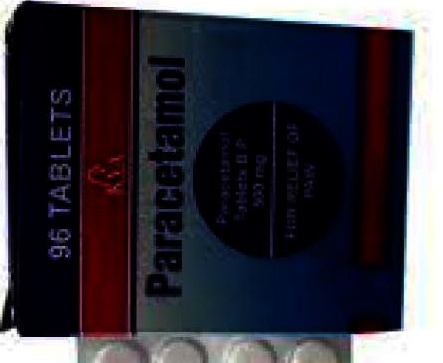 96 TABLETS
Paracetamol
Paracetamol
Tablets B.P.
500 mg
FOR RELIEF OF
PAIN